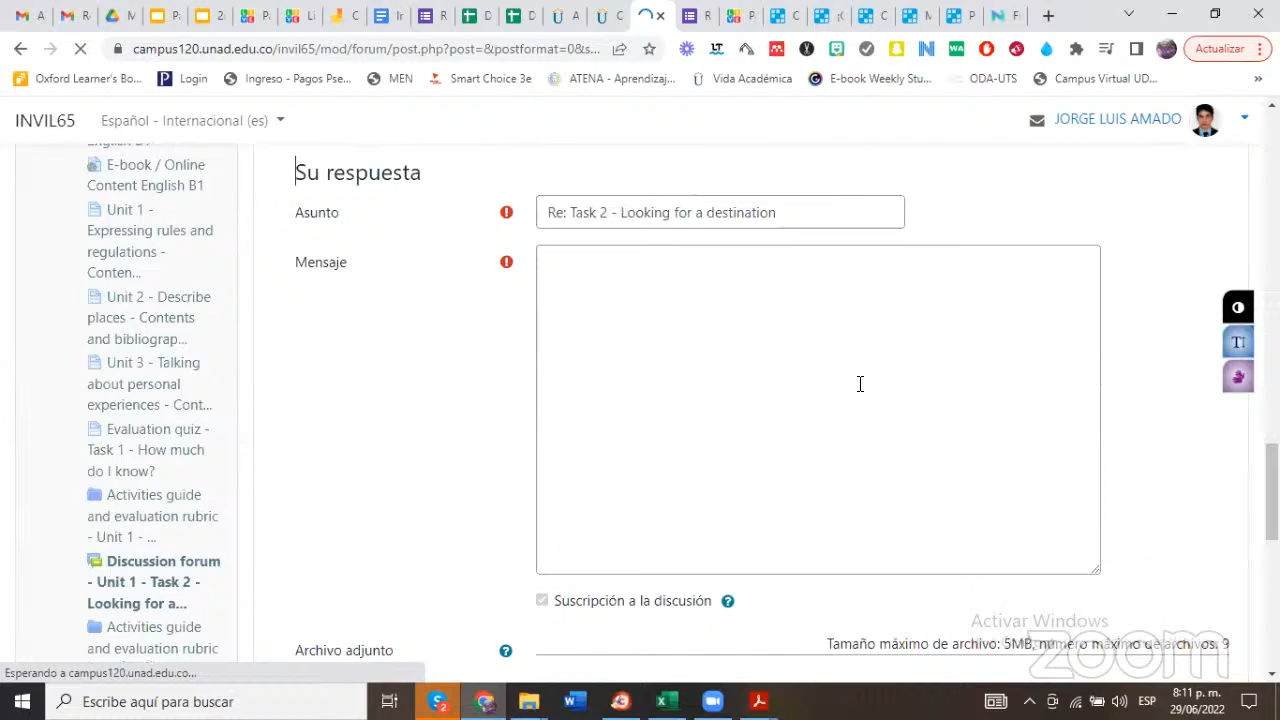 campus120.unad.edu.co/invil65/mod/forum/post.php?post=&postformat=0&s...
Actualizar
Oxford Learner's Bo...
Login
Ingreso - Pagos Pse...
MEN
Smart Choice 3e
ATENA - Aprendizaj...
Vida Académica
E-book Weekly Stu...
ODA-UTS
Campus Virtual UD...
»
INVIL65
Español - Internacional (es)
JORGE LUIS AMADO
E-book / Online
Content English B1
Unit 1 -
Expressing rules and
regulations -
Conten...
Unit 2 - Describe
places - Contents
and bibliograp...
Unit 3 - Talking
about personal
experiences - Cont...
Evaluation quiz -
Task 1 - How much
do I know?
Activities guide
and evaluation rubric
- Unit 1 - ...
Discussion forum
- Unit 1 - Task 2 -
Looking for a...
Activities guide
and evaluation rubric
Su respuesta
Asunto
Re: Task 2 - Looking for a destination
Mensaje
Suscripción a la discusión
Archivo adjunto
Tamaño máximo de archivo: 5MB, número máximo de archivos: 9
Activar Windows
zoom
Esperando a campus120.unad.edu.co...
Escribe aquí para buscar
ESP
8:11 p. m.
29/06/2022